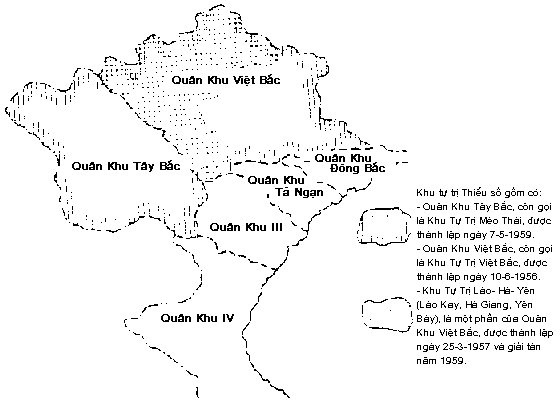 Quân Khu Việt Bắc
Quân Khu Tây Bắc
Quân Khu
Đông Bắc
Quân Khu
Tả Ngạn
Quân Khu III
Quân Khu IV
Khu tự trị Thiểu số gồm có:
- Quân Khu Tây Bắc, còn gọi
là Khu Tự Trị Mèo Thái, được
thành lập ngày 7-5-1959.
- Quân Khu Việt Bắc, còn gọi
là Khu Tự Trị Việt Bắc, được
thành lập ngày 10-6-1956.
- Khu Tự Trị Lào- Hà- Yên
(Lào Kay, Hà Giang, Yên
Báy), là một phần của Quân
Khu Việt Bắc, được thành lập
ngày 25-3-1957 và giải tán
năm 1959.